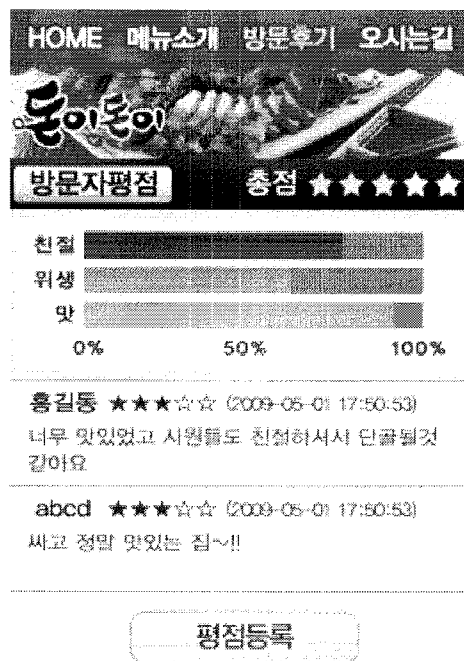 HOME 메뉴소개 방문후기 오시는길
돈이돈이
방문자평점 총점 ★★★★★
친절
위생
맛
0% 50% 100%
홍길동 ★★★☆☆ (2009-05-01 17:50:53)
너무 맛있었고 시원들도 친절하셔서 단골될것
같아요
abcd ★★★☆☆ (2009-05-01 17:50:53)
싸고 정말 맛있는 집~!!
평점등록